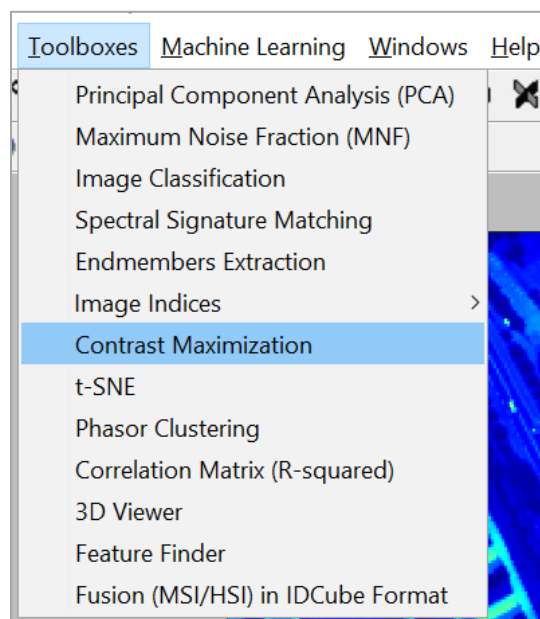 Toolboxes Machine Learning Windows Help
Principal Component Analysis (PCA)
Maximum Noise Fraction (MNF)
Image Classification
Spectral Signature Matching
Endmembers Extraction
Image Indices
Contrast Maximization
t-SNE
Phasor Clustering
Correlation Matrix (R-squared)
3D Viewer
Feature Finder
Fusion (MSI/HSI) in IDCube Format